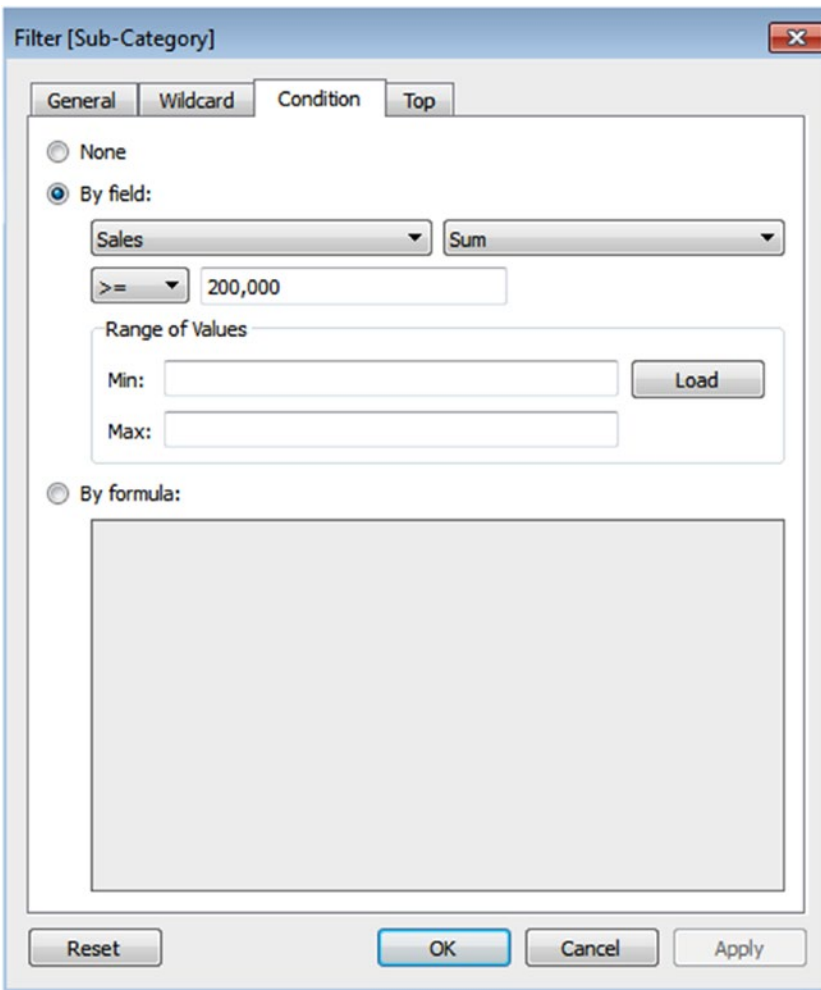 Filter [Sub-Category]
General Wildcard Condition Top
None
By field:
Sales Sum
>= 200,000
Range of Values
Min: Load
Max:
By formula:
Reset OK Cancel Apply